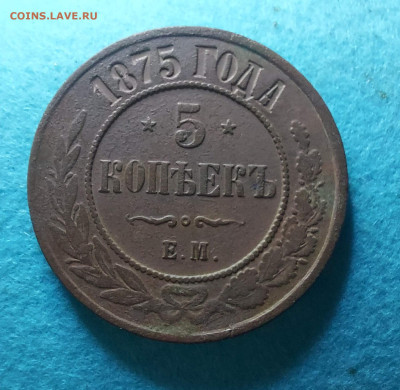 COINS.LAVE.RU
1875 ГОДА
5
КОПѢЕКЪ
Е.М.